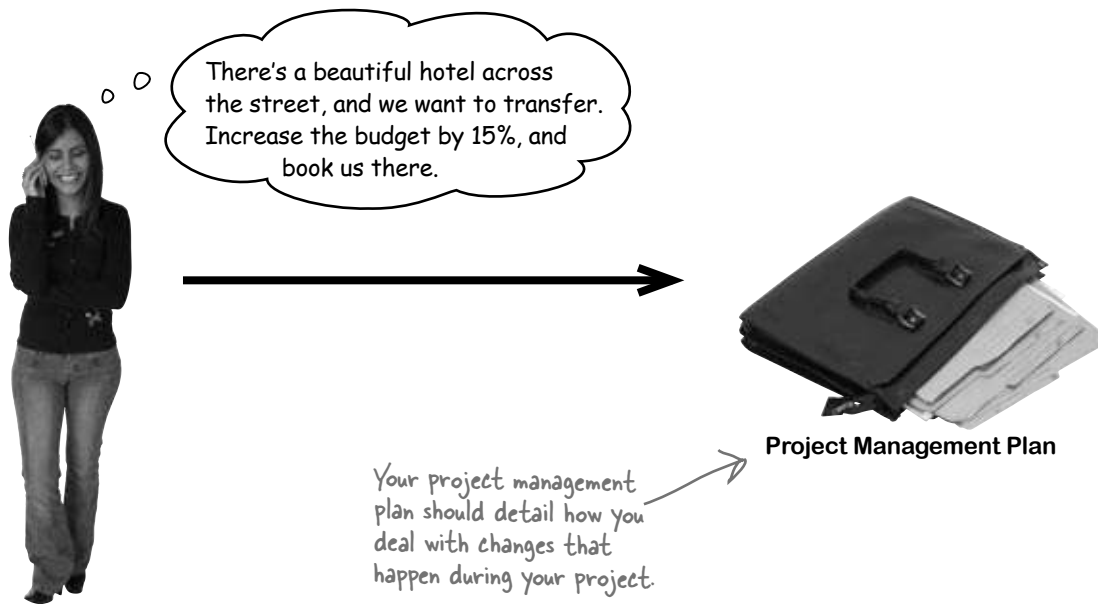 There's a beautiful hotel across
the street, and we want to transfer.
Increase the budget by 15%, and
book us there.
Project Management Plan
Your project management
plan should detail how you
deal with changes that
happen during your project.